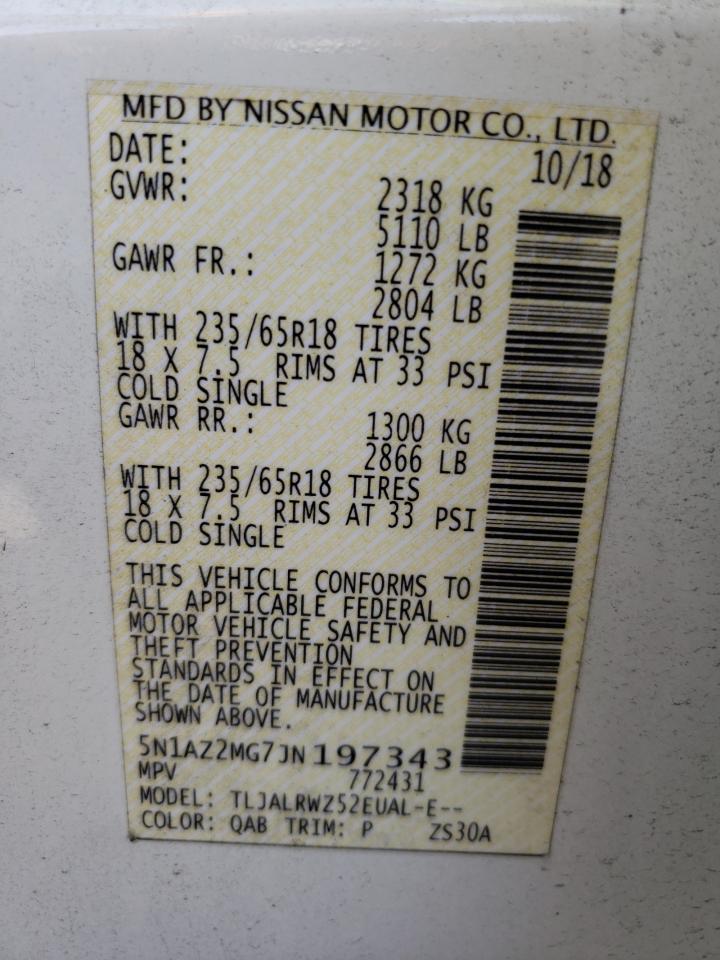 MFD BY NISSAN MOTOR CO., LTD.
DATE: 10/18
GVWR: 2318 KG
5110 LB
GAWR FR.: 1272 KG
2804 LB
WITH 235/65R18 TIRES
18 X 7.5 RIMS AT 33 PSI
COLD SINGLE
GAWR RR.: 1300 KG
2866 LB
WITH 235/65R18 TIRES
18 X 7.5 RIMS AT 33 PSI
COLD SINGLE
THIS VEHICLE CONFORMS TO
ALL APPLICABLE FEDERAL
MOTOR VEHICLE SAFETY AND
THEFT PREVENTION
STANDARDS IN EFFECT ON
THE DATE OF MANUFACTURE
SHOWN ABOVE.
5N1AZ2MG7JN197343
MPV 772431
MODEL: TLJALRWZ52EUAL-E--
COLOR: QAB TRIM: P ZS30A